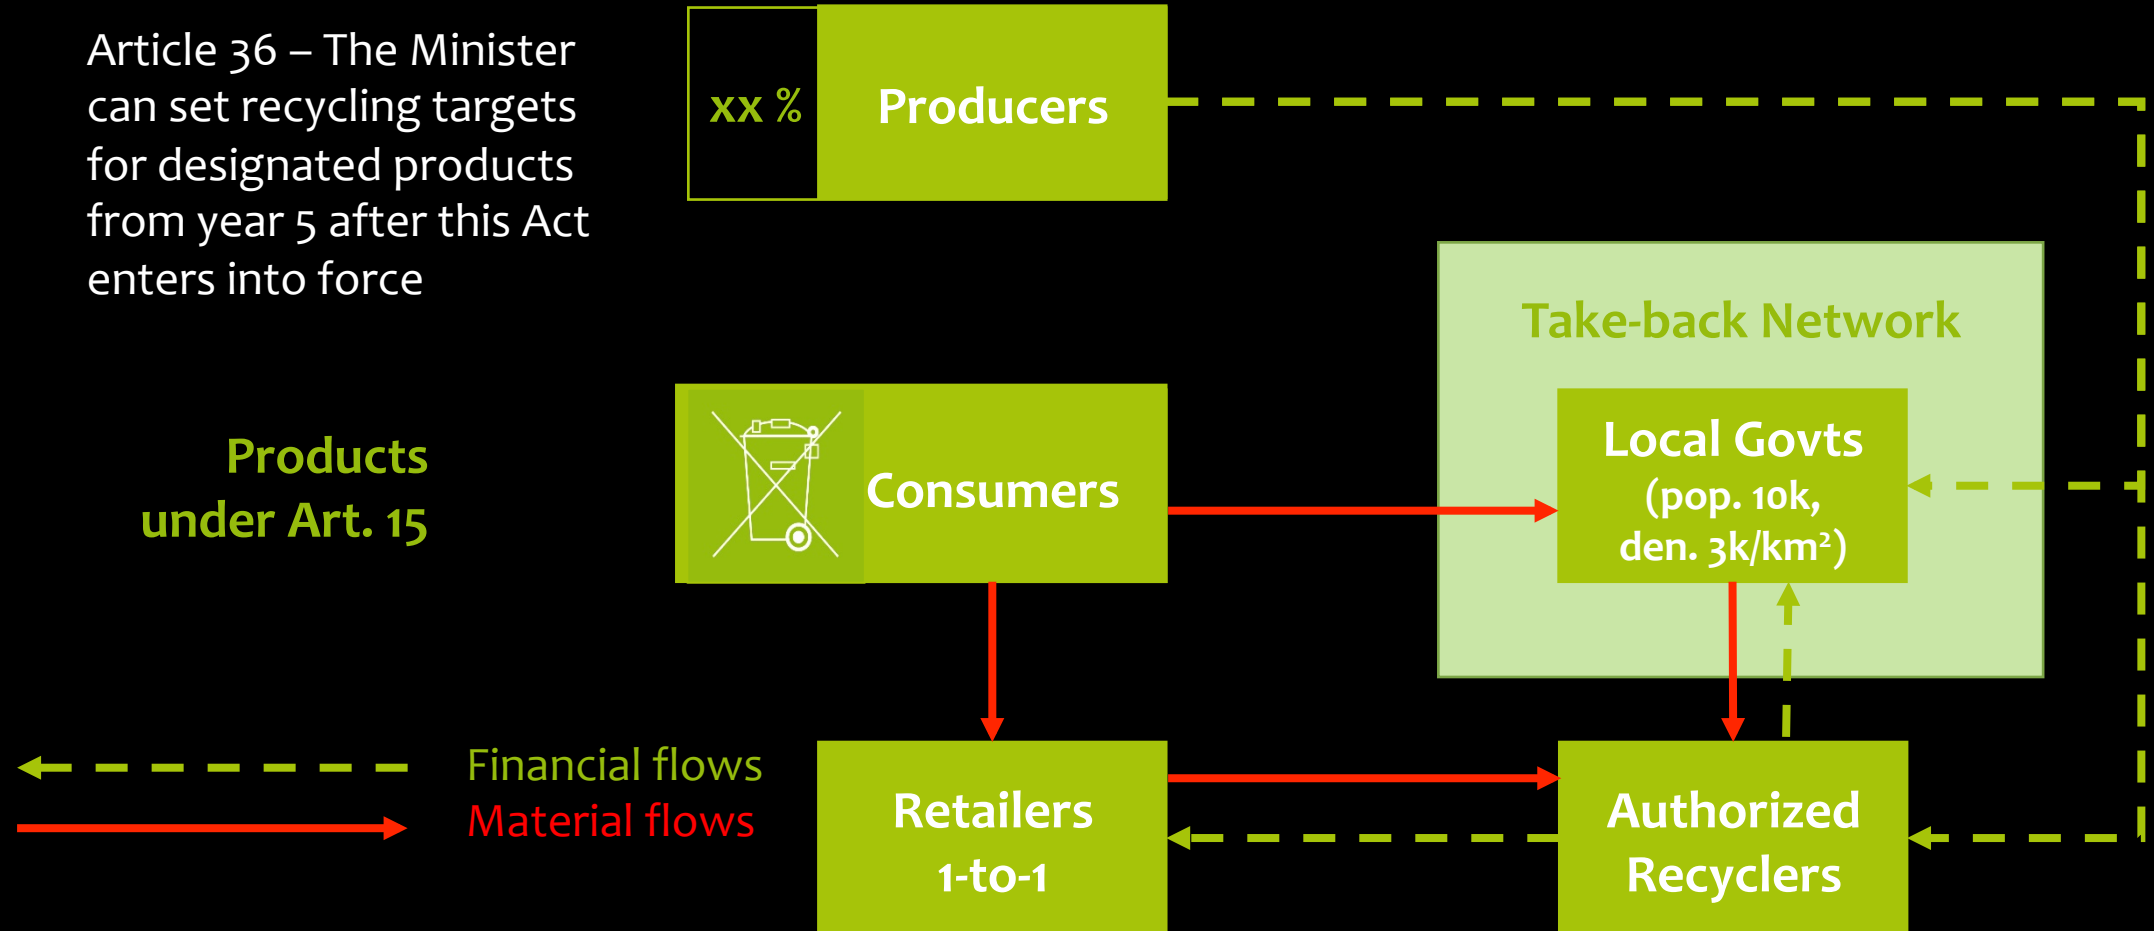 Article 36 – The Minister
can set recycling targets
for designated products
from year 5 after this Act
enters into force
xx %
Producers
Take-back Network
Products
under Art. 15
Consumers
Local Govts
(pop. 10k,
den. 3k/km²)
Financial flows
Material flows
Retailers
1-to-1
Authorized
Recyclers